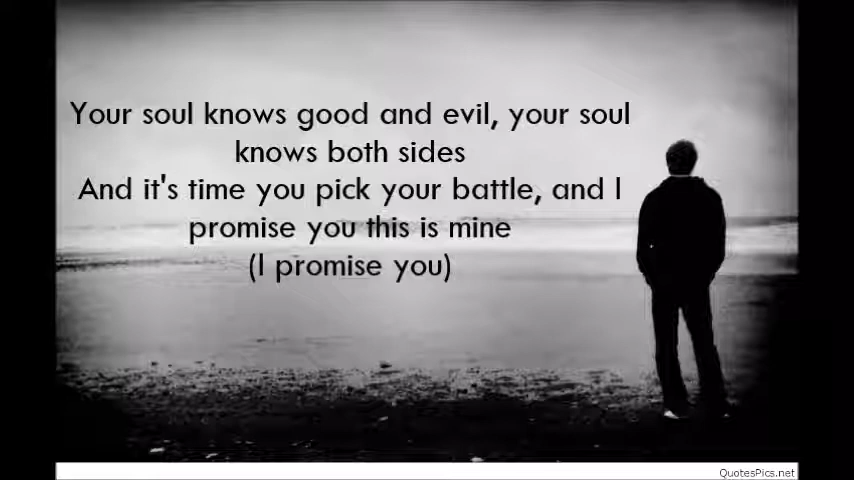 Your soul knows good and evil, your soul
knows both sides
And it's time you pick your battle, and I
promise you this is mine
(I promise you)
QuotesPics.net